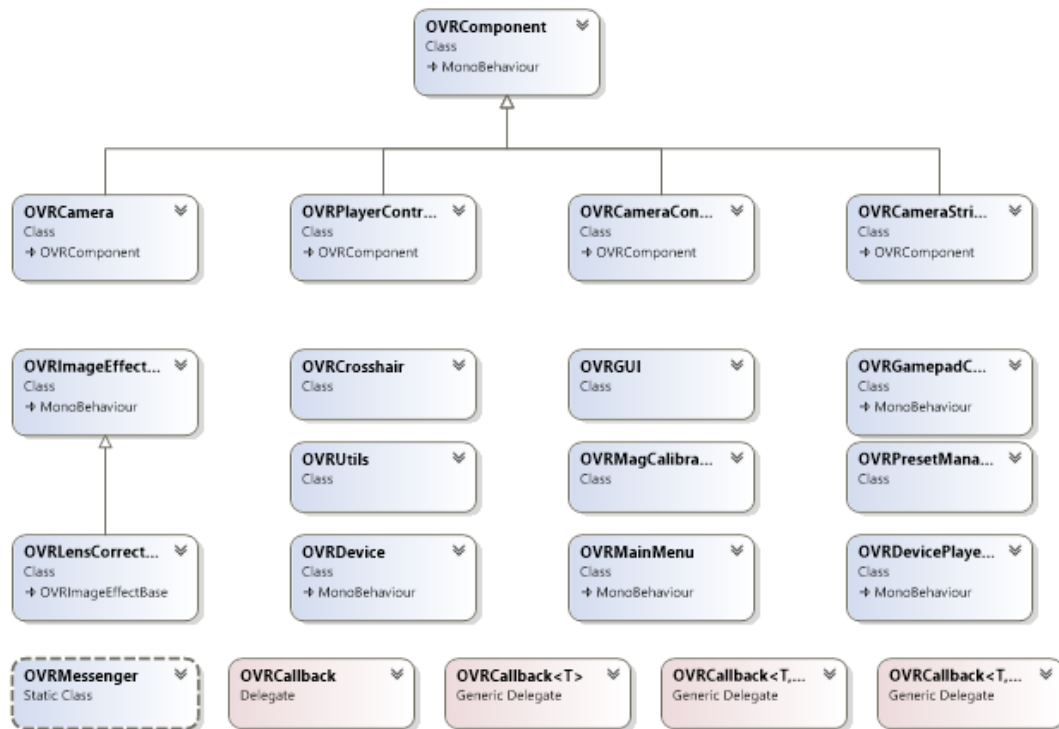 OVRComponent
Class
MonoBehaviour
OVRCamera
Class
OVRComponent
OVRPlayerContr...
Class
OVRComponent
OVRCameraCon...
Class
OVRComponent
OVRCameraStri...
Class
OVRComponent
OVRImageEffect...
Class
MonoBehaviour
OVRCrosshair
Class
OVRGUI
Class
OVRGamepadC...
Class
MonoBehaviour
OVRUtils
Class
OVRMagCalibra...
Class
OVRPresetMana...
Class
OVRLensCorrect...
Class
OVRImageEffectBase
OVRDevice
Class
MonoBehaviour
OVRMainMenu
Class
MonoBehaviour
OVRDevicePlaye...
Class
MonoBehaviour
OVRMessenger
Static Class
OVRCallback
Delegate
OVRCallback<T>
Generic Delegate
OVRCallback<T,...
Generic Delegate
OVRCallback<T,...
Generic Delegate